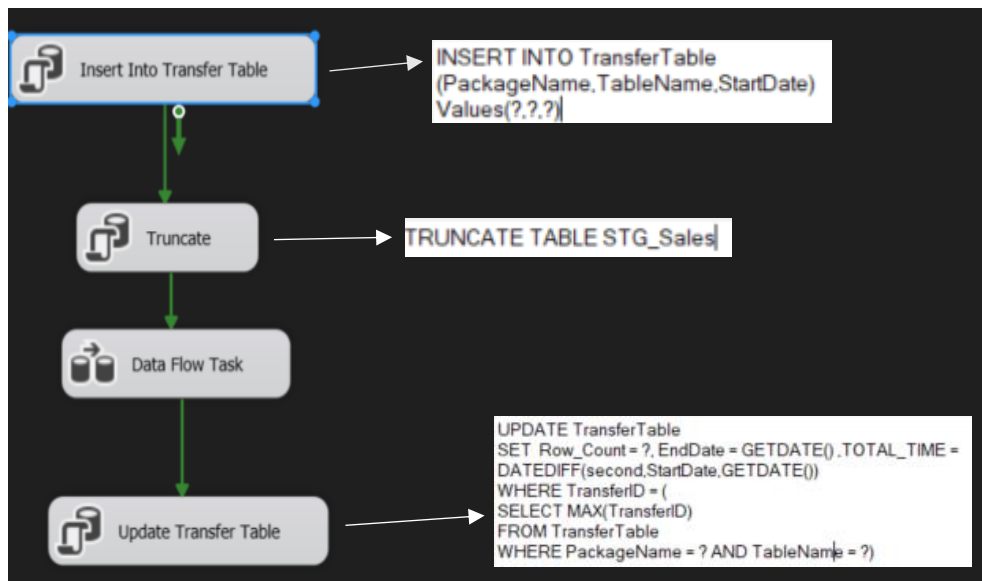 Insert Into Transfer Table
INSERT INTO TransferTable
(PackageName,TableName,StartDate)
Values(?,?,?)
Truncate
TRUNCATE TABLE STG_Sales
Data Flow Task
Update Transfer Table
UPDATE TransferTable
SET Row_Count = ?, EndDate = GETDATE() ,TOTAL_TIME =
DATEDIFF(second,StartDate,GETDATE())
WHERE TransferID = (
SELECT MAX(TransferID)
FROM TransferTable
WHERE PackageName = ? AND TableName = ?)